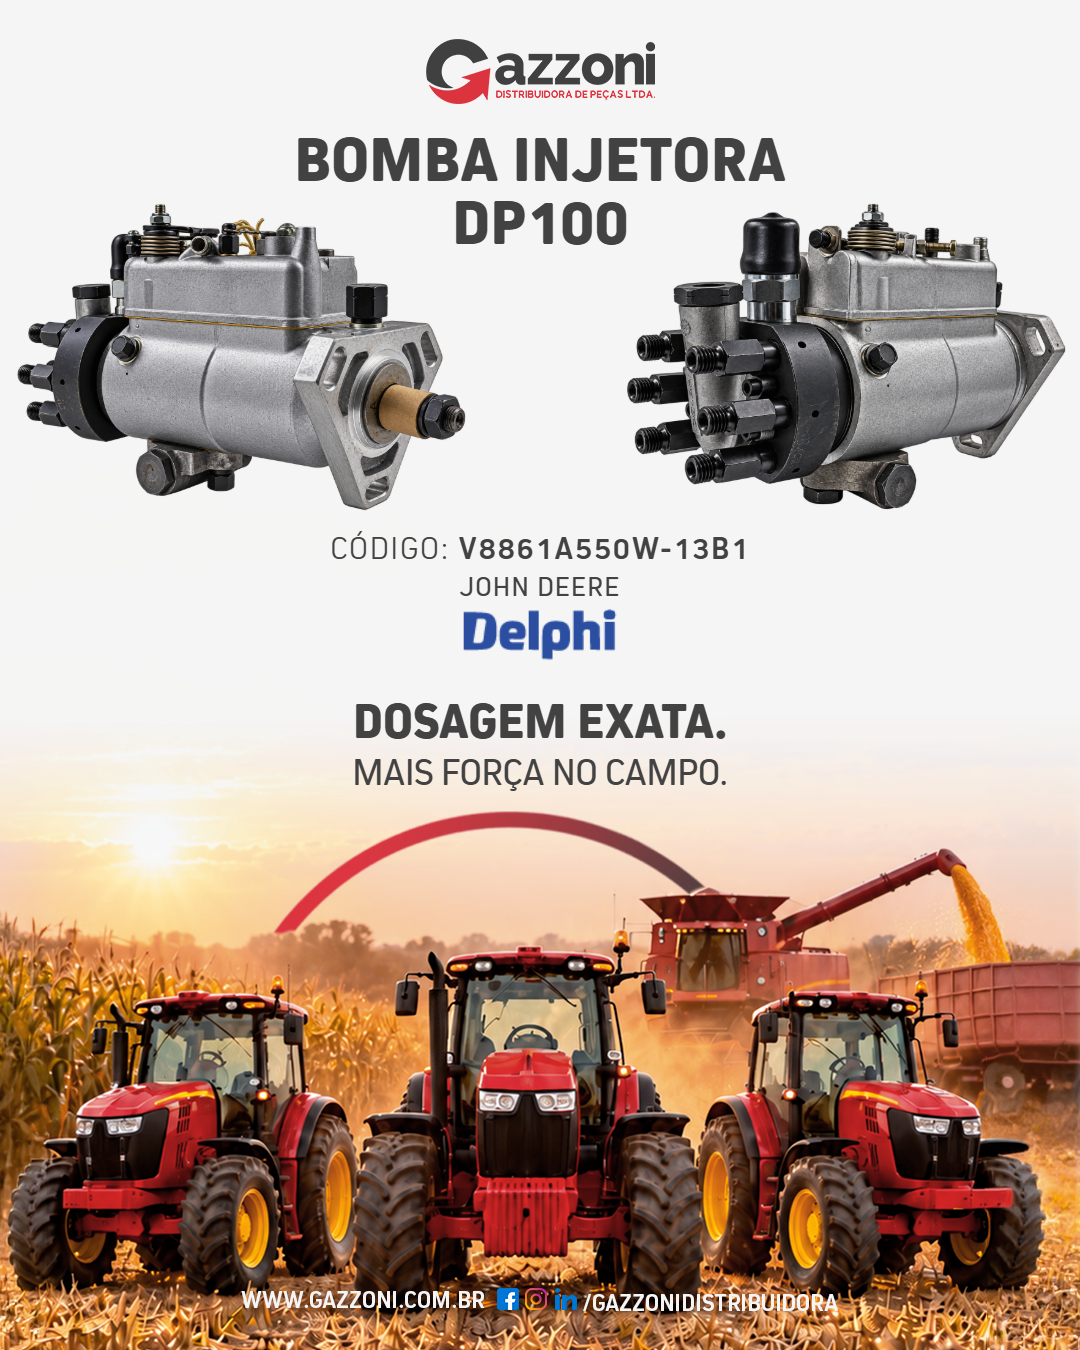 Gazzoni
DISTRIBUIDORA DE PEÇAS LTDA.
BOMBA INJETORA
DP100
CÓDIGO: V8861A550W-13B1
JOHN DEERE
Delphi
DOSAGEM EXATA.
MAIS FORÇA NO CAMPO.
WWW.GAZZONI.COM.BR /GAZZONIDISTRIBUIDORA